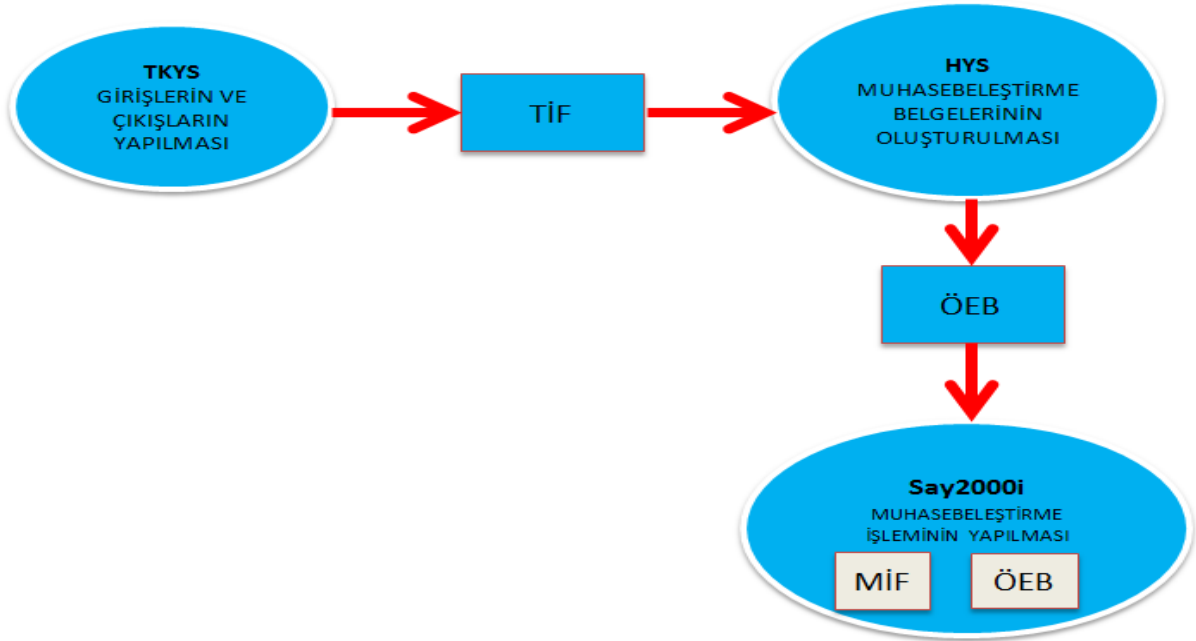 TKYS
GİRİŞLERİN VE
ÇIKIŞLARIN
YAPILMASI
TİF
HYS
MUHASEBELEŞTİRME
BELGELERİNİN
OLUŞTURULMASI
ÖEB
Say2000i
MUHASEBELEŞTİRME
İŞLEMİNİN YAPILMASI
MİF
ÖEB